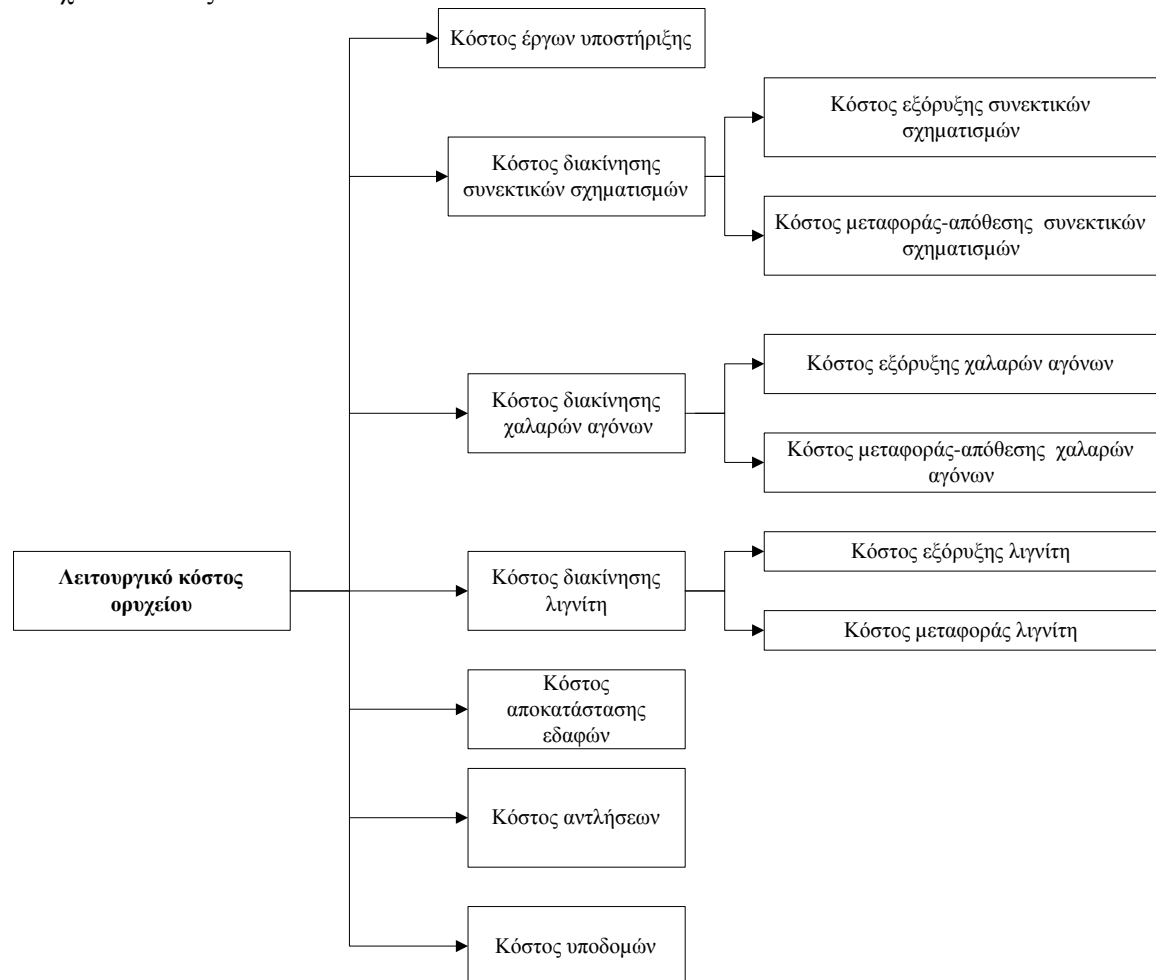 Κόστος έργων υποστήριξης
Κόστος εξόρυξης συνεκτικών
σχηματισμών
Κόστος διακίνησης
συνεκτικών σχηματισμών
Κόστος μεταφοράς-απόθεσης συνεκτικών
σχηματισμών
Κόστος εξόρυξης χαλαρών αγόνων
Κόστος διακίνησης
χαλαρών αγόνων
Κόστος μεταφοράς-απόθεσης χαλαρών
αγόνων
Λειτουργικό κόστος
ορυχείου
Κόστος εξόρυξης λιγνίτη
Κόστος διακίνησης
λιγνίτη
Κόστος μεταφοράς λιγνίτη
Κόστος
αποκατάστασης
εδαφών
Κόστος αντλήσεων
Κόστος υποδομών